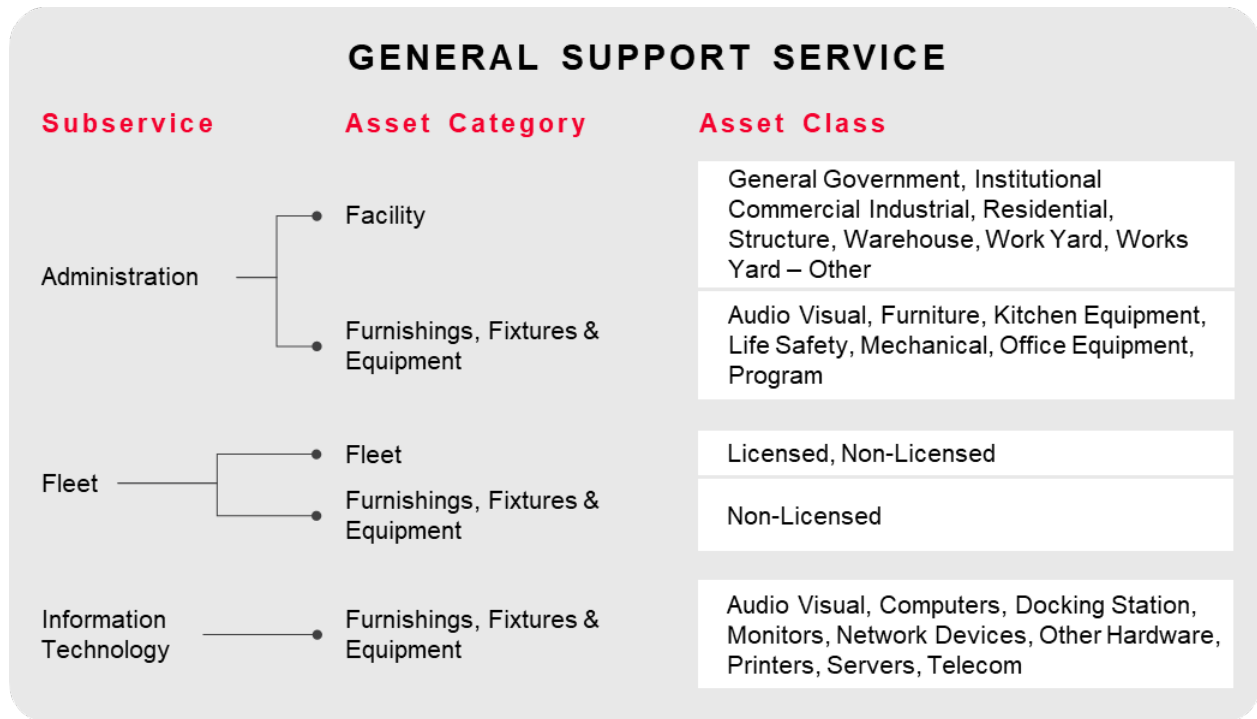 GENERAL SUPPORT SERVICE
Subservice
Asset Category
Asset Class
Administration
Facility
General Government, Institutional
Commercial Industrial, Residential,
Structure, Warehouse, Work Yard, Works
Yard – Other
Furnishings, Fixtures &
Equipment
Audio Visual, Furniture, Kitchen Equipment,
Life Safety, Mechanical, Office Equipment,
Program
Fleet
Fleet
Licensed, Non-Licensed
Furnishings, Fixtures &
Equipment
Non-Licensed
Information
Technology
Furnishings, Fixtures &
Equipment
Audio Visual, Computers, Docking Station,
Monitors, Network Devices, Other Hardware,
Printers, Servers, Telecom